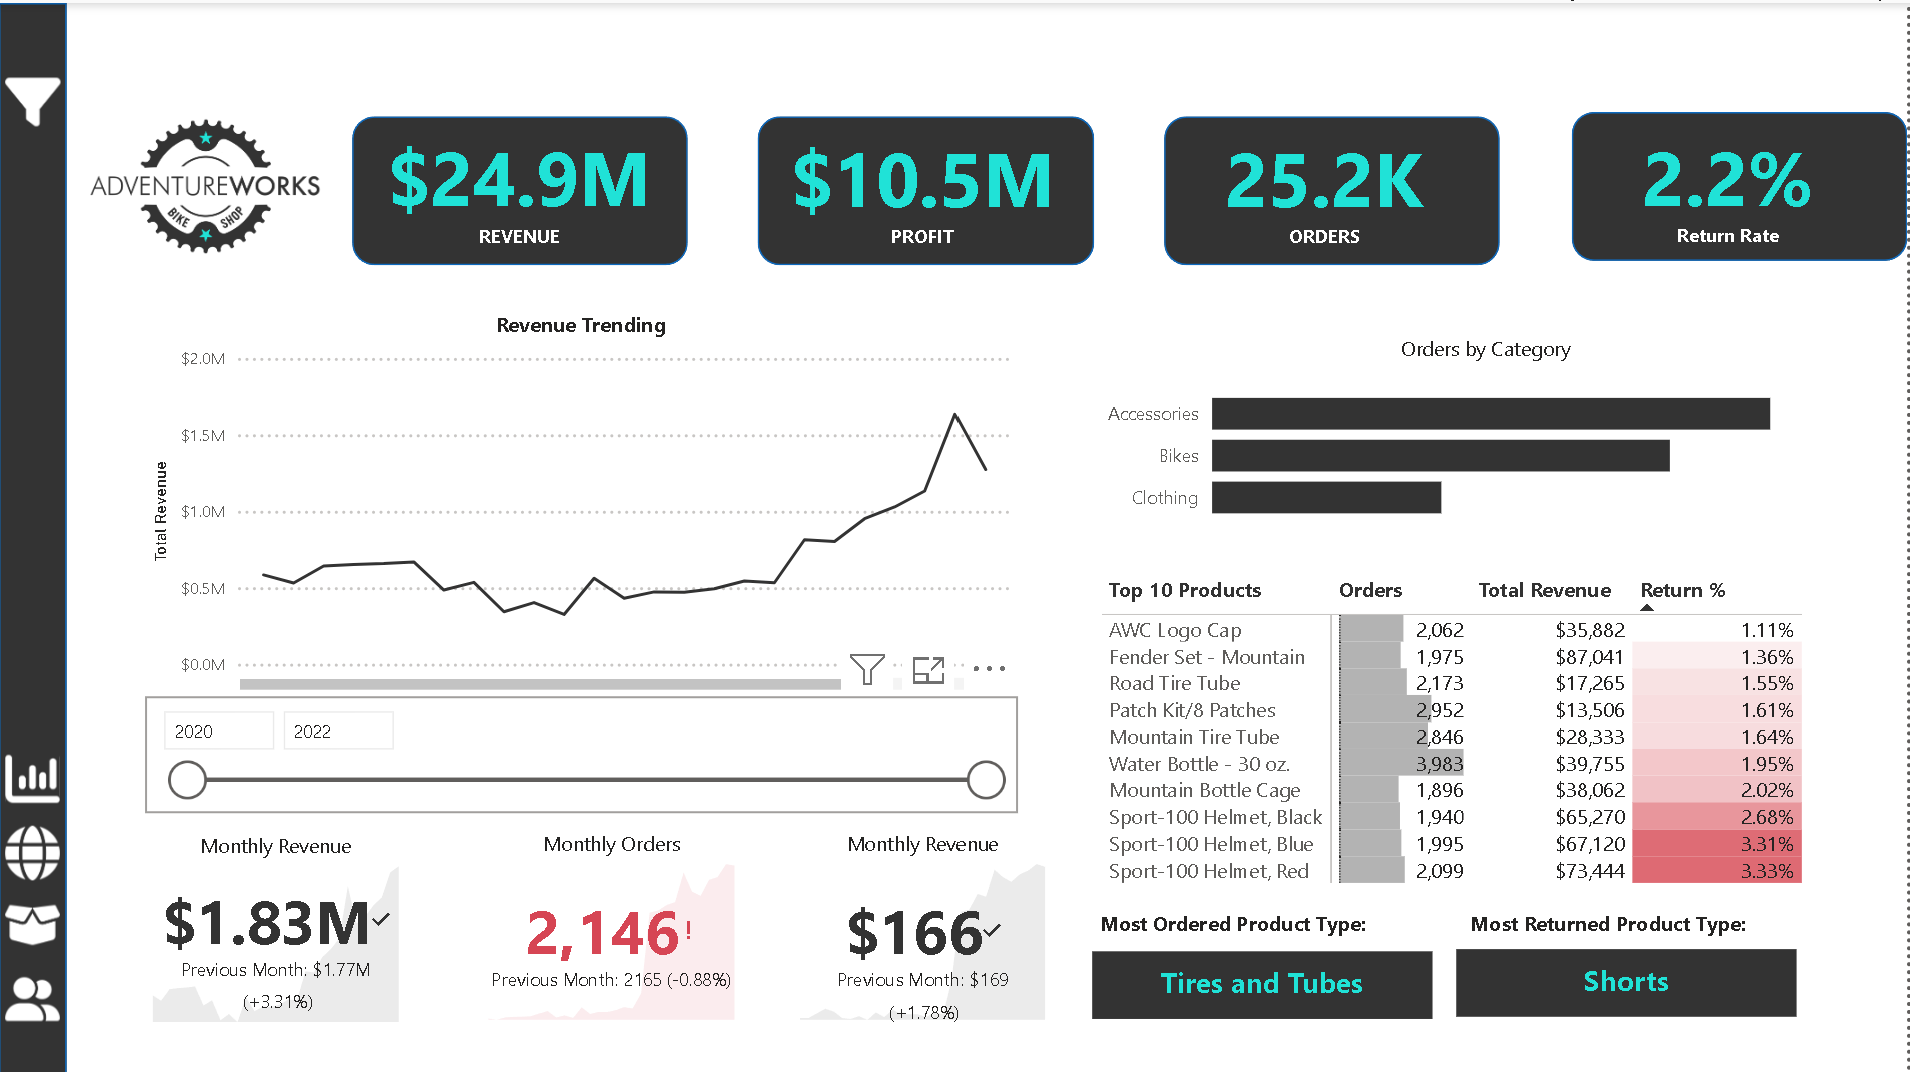 ADVENTUREWORKS
BIKE SHOP
$24.9M
REVENUE
$10.5M
PROFIT
25.2K
ORDERS
2.2%
Return Rate
Revenue Trending
Total Revenue
$2.0M
$1.5M
$1.0M
$0.5M
$0.0M
2020
2022
Orders by Category
Accessories
Bikes
Clothing
Top 10 Products Orders Total Revenue Return %
AWC Logo Cap 2,062 $35,882 1.11%
Fender Set - Mountain 1,975 $87,041 1.36%
Road Tire Tube 2,173 $17,265 1.55%
Patch Kit/8 Patches 2,952 $13,506 1.61%
Mountain Tire Tube 2,846 $28,333 1.64%
Water Bottle - 30 oz. 3,983 $39,755 1.95%
Mountain Bottle Cage 1,896 $38,062 2.02%
Sport-100 Helmet, Black 1,940 $65,270 2.68%
Sport-100 Helmet, Blue 1,995 $67,120 3.31%
Sport-100 Helmet, Red 2,099 $73,444 3.33%
Monthly Revenue
$1.83M
Previous Month: $1.77M
(+3.31%)
Monthly Orders
2,146!
Previous Month: 2165 (-0.88%)
Monthly Revenue
$166
Previous Month: $169
(+1.78%)
Most Ordered Product Type:
Tires and Tubes
Most Returned Product Type:
Shorts